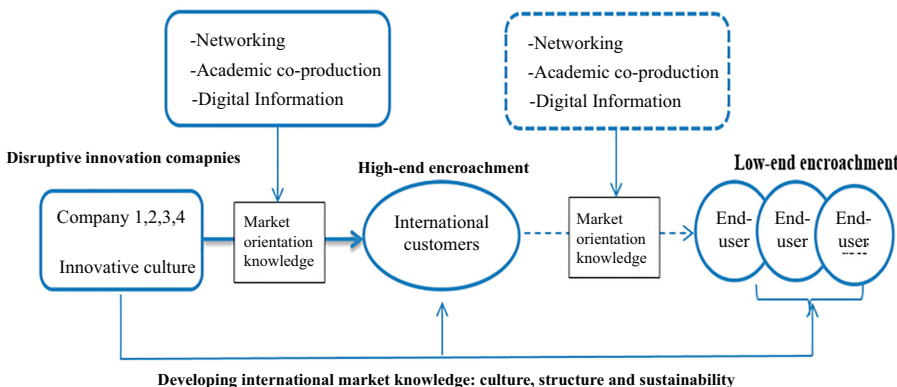 -Networking
-Academic co-production
-Digital Information
-Networking
-Academic co-production
-Digital Information
Disruptive innovation comapnies
High-end encroachment
Low-end encroachment
Company 1,2,3,4
Innovative culture
Market
orientation
knowledge
International
customers
Market
orientation
knowledge
End-
user
End-
user
End-
user
Developing international market knowledge: culture, structure and sustainability